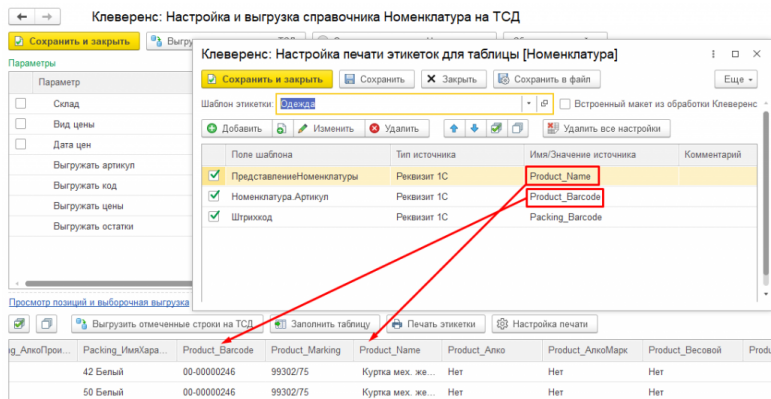 Клеверенс: Настройка и выгрузка справочника Номенклатура на ТСД
Сохранить и закрыть
Выгру
Параметры
Параметр
Склад
Вид цены
Дата цен
Выгружать артикул
Выгружать код
Выгружать цены
Выгружать остатки
Клеверенс: Настройка печати этикеток для таблицы [Номенклатура]
Сохранить и закрыть Сохранить Закрыть Сохранить в файл Еще
Шаблон этикетки: Одежда Встроенный макет из обработки Клеверенс
Добавить Изменить Удалить Удалить все настройки
Поле шаблона Тип источника Имя/Значение источника Комментарий
ПредставлениеНоменклатуры Реквизит 1С Product_Name
Номенклатура.Артикул Реквизит 1С Product_Barcode
Штрихкод Реквизит 1С Packing_Barcode
Просмотр позиций и выборочная выгрузка
Выгрузить отмеченные строки на ТСД Заполнить таблицу Печать этикетки Настройка печати
ng_АлкоПрои... Packing_ИмяХара... Product_Barcode Product_Marking Product_Name Product_Алко Product_АлкоМарк Product_Весовой Produ
42 Белый 00-00000246 99302/75 Куртка мех. же... Нет Нет Нет
50 Белый 00-00000246 99302/75 Куртка мех. же... Нет Нет Нет